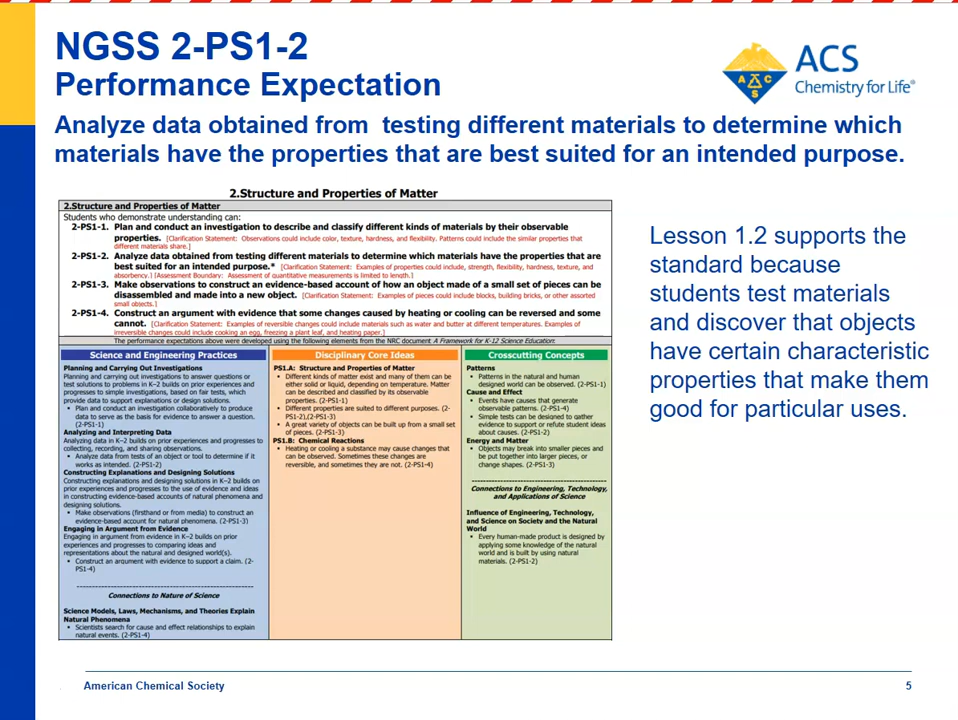 NGSS 2-PS1-2
Performance Expectation
ACS
Chemistry for Life®
A C S
Analyze data obtained from testing different materials to determine which
materials have the properties that are best suited for an intended purpose.
2.Structure and Properties of Matter
2.Structure and Properties of Matter
Students who demonstrate understanding can:
2-PS1-1. Plan and conduct an investigation to describe and classify different kinds of materials by their observable
properties. [Clarification Statement: Observations could include color, texture, hardness, and flexibility. Patterns could include the similar properties that
different materials share.]
2-PS1-2. Analyze data obtained from testing different materials to determine which materials have the properties that are
best suited for an intended purpose.* [Clarification Statement: Examples of properties could include, strength, flexibility, hardness, texture, and
absorbency.] [Assessment Boundary: Assessment of quantitative measurements is limited to length.]
2-PS1-3. Make observations to construct an evidence-based account of how an object made of a small set of pieces can be
disassembled and made into a new object. [Clarification Statement: Examples of pieces could include blocks, building bricks, or other assorted
small objects.]
2-PS1-4. Construct an argument with evidence that some changes caused by heating or cooling can be reversed and some
cannot. [Clarification Statement: Examples of reversible changes could include materials such as water and butter at different temperatures. Examples of
irreversible changes could include cooking an egg, freezing a plant leaf, and heating paper.]
The performance expectations above were developed using the following elements from the NRC document A Framework for K-12 Science Education:
Science and Engineering Practices
Planning and Carrying Out Investigations
Planning and carrying out investigations to answer questions or
test solutions to problems in K–2 builds on prior experiences and
progresses to simple investigations, based on fair tests, which
provide data to support explanations or design solutions.
• Plan and conduct an investigation collaboratively to produce
data to serve as the basis for evidence to answer a question.
(2-PS1-1)
Analyzing and Interpreting Data
Analyzing data in K–2 builds on prior experiences and progresses to
collecting, recording, and sharing observations.
• Analyze data from tests of an object or tool to determine if it
works as intended. (2-PS1-2)
Constructing Explanations and Designing Solutions
Constructing explanations and designing solutions in K–2 builds on
prior experiences and progresses to the use of evidence and ideas
in constructing evidence-based accounts of natural phenomena and
designing solutions.
• Make observations (firsthand or from media) to construct an
evidence-based account for natural phenomena. (2-PS1-3)
Engaging in Argument from Evidence
Engaging in argument from evidence in K–2 builds on prior
experiences and progresses to comparing ideas and
representations about the natural and designed world(s).
• Construct an argument with evidence to support a claim. (2-
PS1-4)
Connections to Nature of Science
Science Models, Laws, Mechanisms, and Theories Explain
Natural Phenomena
• Scientists search for cause and effect relationships to explain
natural events. (2-PS1-4)
Disciplinary Core Ideas
PS1.A: Structure and Properties of Matter
• Different kinds of matter exist and many of them can be
either solid or liquid, depending on temperature. Matter
can be described and classified by its observable
properties. (2-PS1-1)
• Different properties are suited to different purposes. (2-
PS1-2),(2-PS1-3)
• A great variety of objects can be built up from a small set
of pieces. (2-PS1-3)
PS1.B: Chemical Reactions
• Heating or cooling a substance may cause changes that
can be observed. Sometimes these changes are
reversible, and sometimes they are not. (2-PS1-4)
Crosscutting Concepts
Patterns
• Patterns in the natural and human
designed world can be observed. (2-PS1-1)
Cause and Effect
• Events have causes that generate
observable patterns. (2-PS1-4)
• Simple tests can be designed to gather
evidence to support or refute student ideas
about causes. (2-PS1-2)
Energy and Matter
• Objects may break into smaller pieces and
be put together into larger pieces, or
change shapes. (2-PS1-3)
Connections to Engineering, Technology,
and Applications of Science
Influence of Engineering, Technology,
and Science on Society and the Natural
World
• Every human-made product is designed by
applying some knowledge of the natural
world and is built by using natural
materials. (2-PS1-2)
Lesson 1.2 supports the
standard because
students test materials
and discover that objects
have certain characteristic
properties that make them
good for particular uses.
American Chemical Society
5